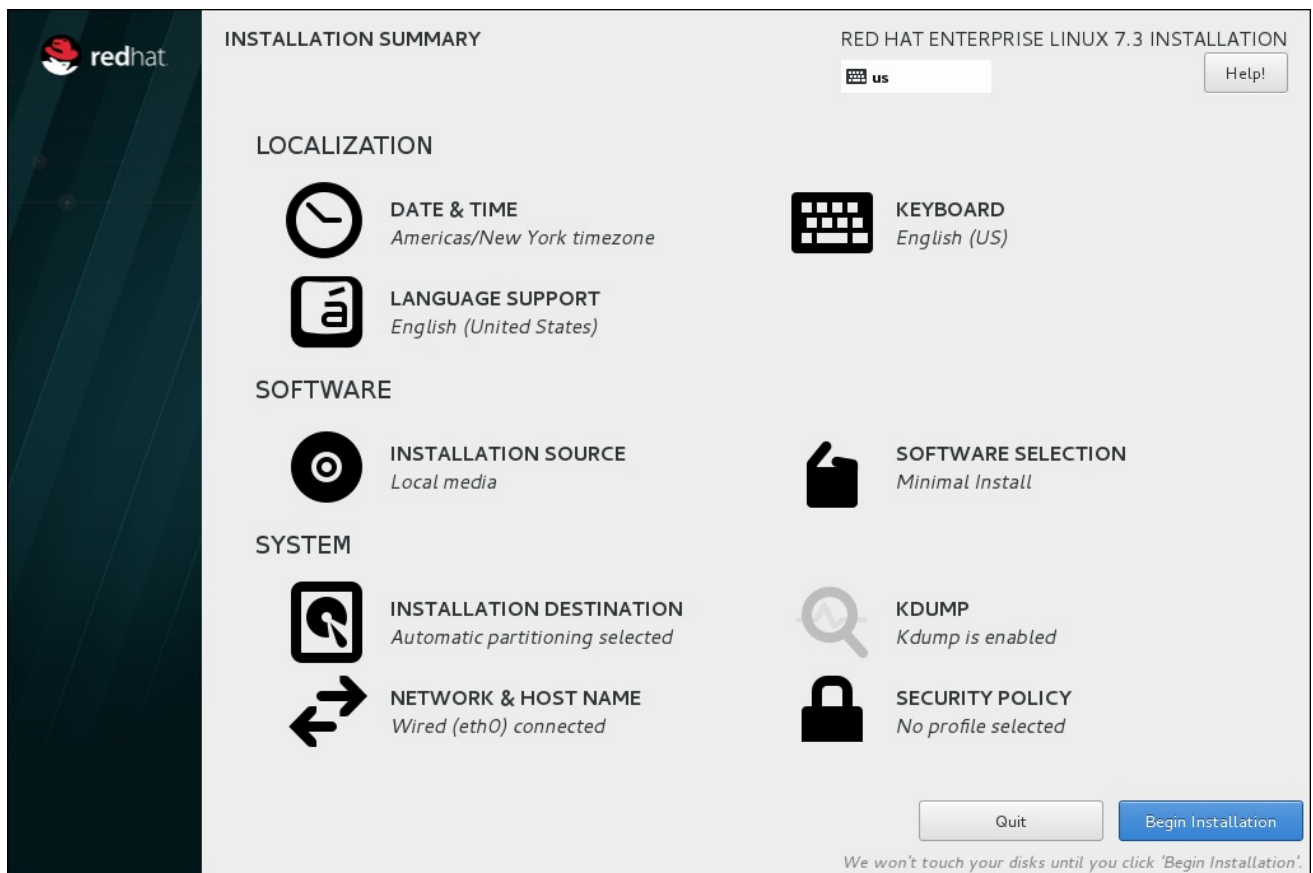 redhat
INSTALLATION SUMMARY
RED HAT ENTERPRISE LINUX 7.3 INSTALLATION
us
Help!
LOCALIZATION
DATE & TIME
Americas/New York timezone
KEYBOARD
English (US)
á
LANGUAGE SUPPORT
English (United States)
SOFTWARE
INSTALLATION SOURCE
Local media
SOFTWARE SELECTION
Minimal Install
SYSTEM
INSTALLATION DESTINATION
Automatic partitioning selected
KDUMP
Kdump is enabled
NETWORK & HOST NAME
Wired (eth0) connected
SECURITY POLICY
No profile selected
Quit
Begin Installation
We won't touch your disks until you click 'Begin Installation'.